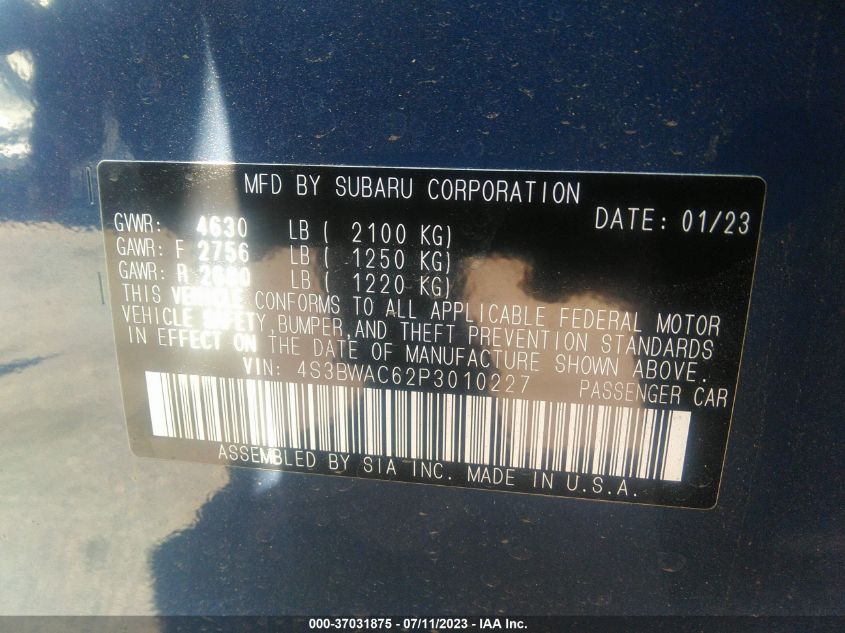 MFD BY SUBARU CORPORATION
DATE: 01/23
GVWR: 4630 LB ( 2100 KG)
GAWR: F 2756 LB ( 1250 KG)
GAWR: R LB ( 1220 KG)
THIS VEHICLE CONFORMS TO ALL APPLICABLE FEDERAL MOTOR
VEHICLE SAFETY, BUMPER, AND THEFT PREVENTION STANDARDS
IN EFFECT ON THE DATE OF MANUFACTURE SHOWN ABOVE.
VIN: 4S3BWAC62P3010227 PASSENGER CAR
ASSEMBLED BY SIA INC. MADE IN U.S.A.
000-37031875 - 07/11/2023 - IAA Inc.